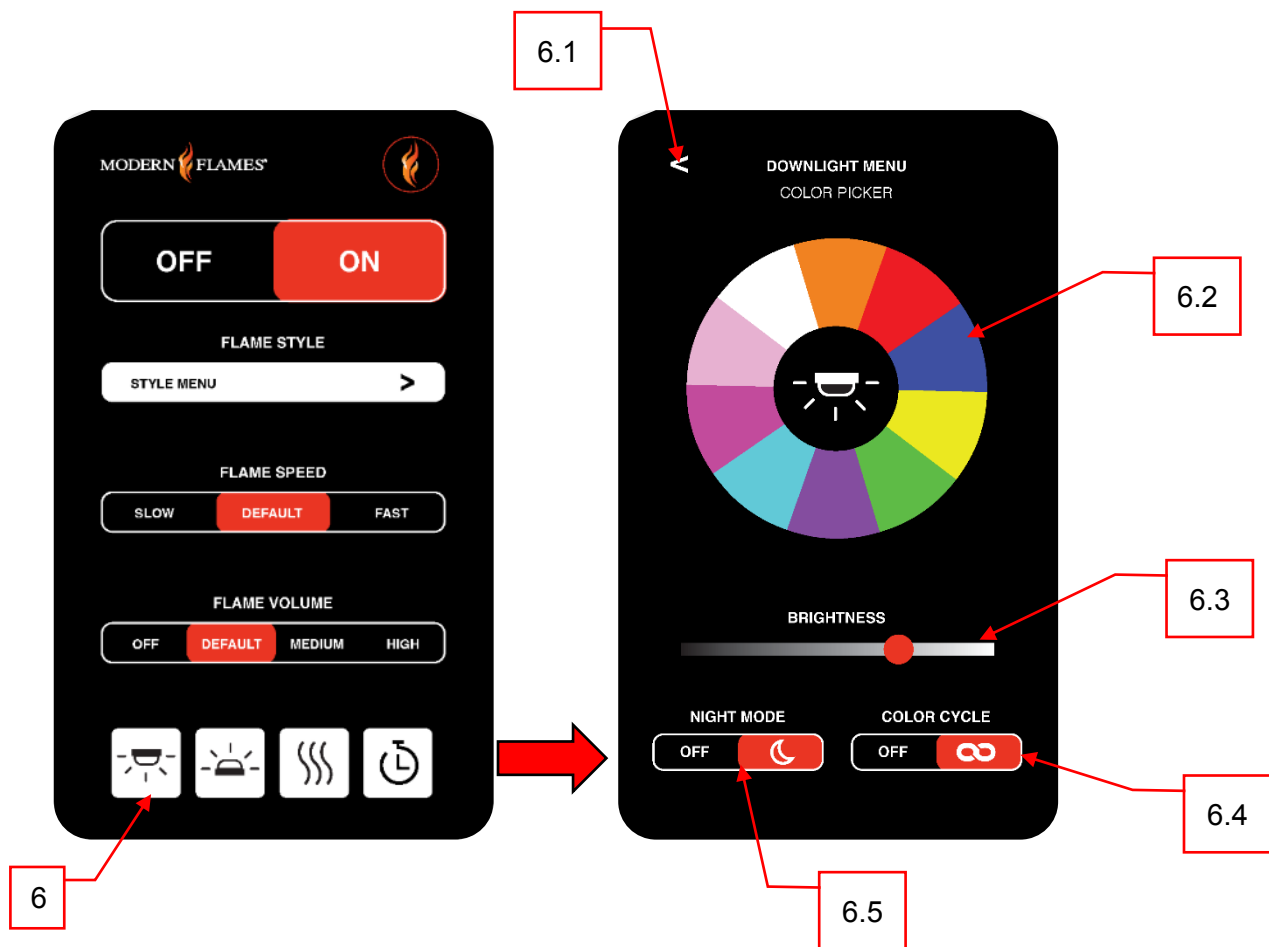 6.1
MODERN FLAMES®
OFF ON
FLAME STYLE
STYLE MENU >
FLAME SPEED
SLOW DEFAULT FAST
FLAME VOLUME
OFF DEFAULT MEDIUM HIGH
6
<
DOWNLIGHT MENU
COLOR PICKER
6.2
BRIGHTNESS
6.3
NIGHT MODE COLOR CYCLE
OFF OFF
6.4
6.5